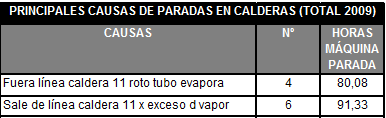 PRINCIPALES CAUSAS DE PARADAS EN CALDERAS (TOTAL 2009)
CAUSAS Nº HORAS MÁQUINA PARADA
Fuera línea caldera 11 roto tubo evapora 4 80,08
Sale de línea caldera 11 x exceso d vapor 6 91,33